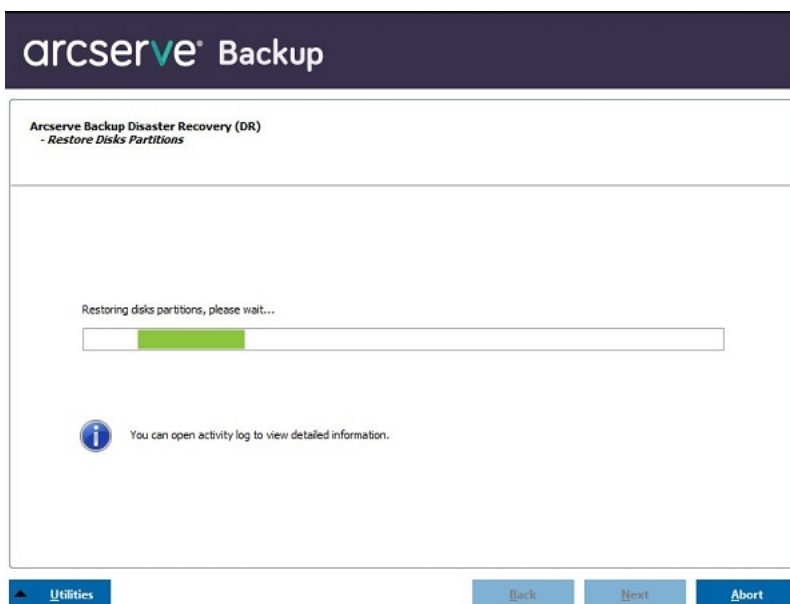 arcserve® Backup
Arcserve Backup Disaster Recovery (DR)
- Restore Disks Partitions
Restoring disks partitions, please wait...
You can open activity log to view detailed information.
Utilities
Back
Next
Abort